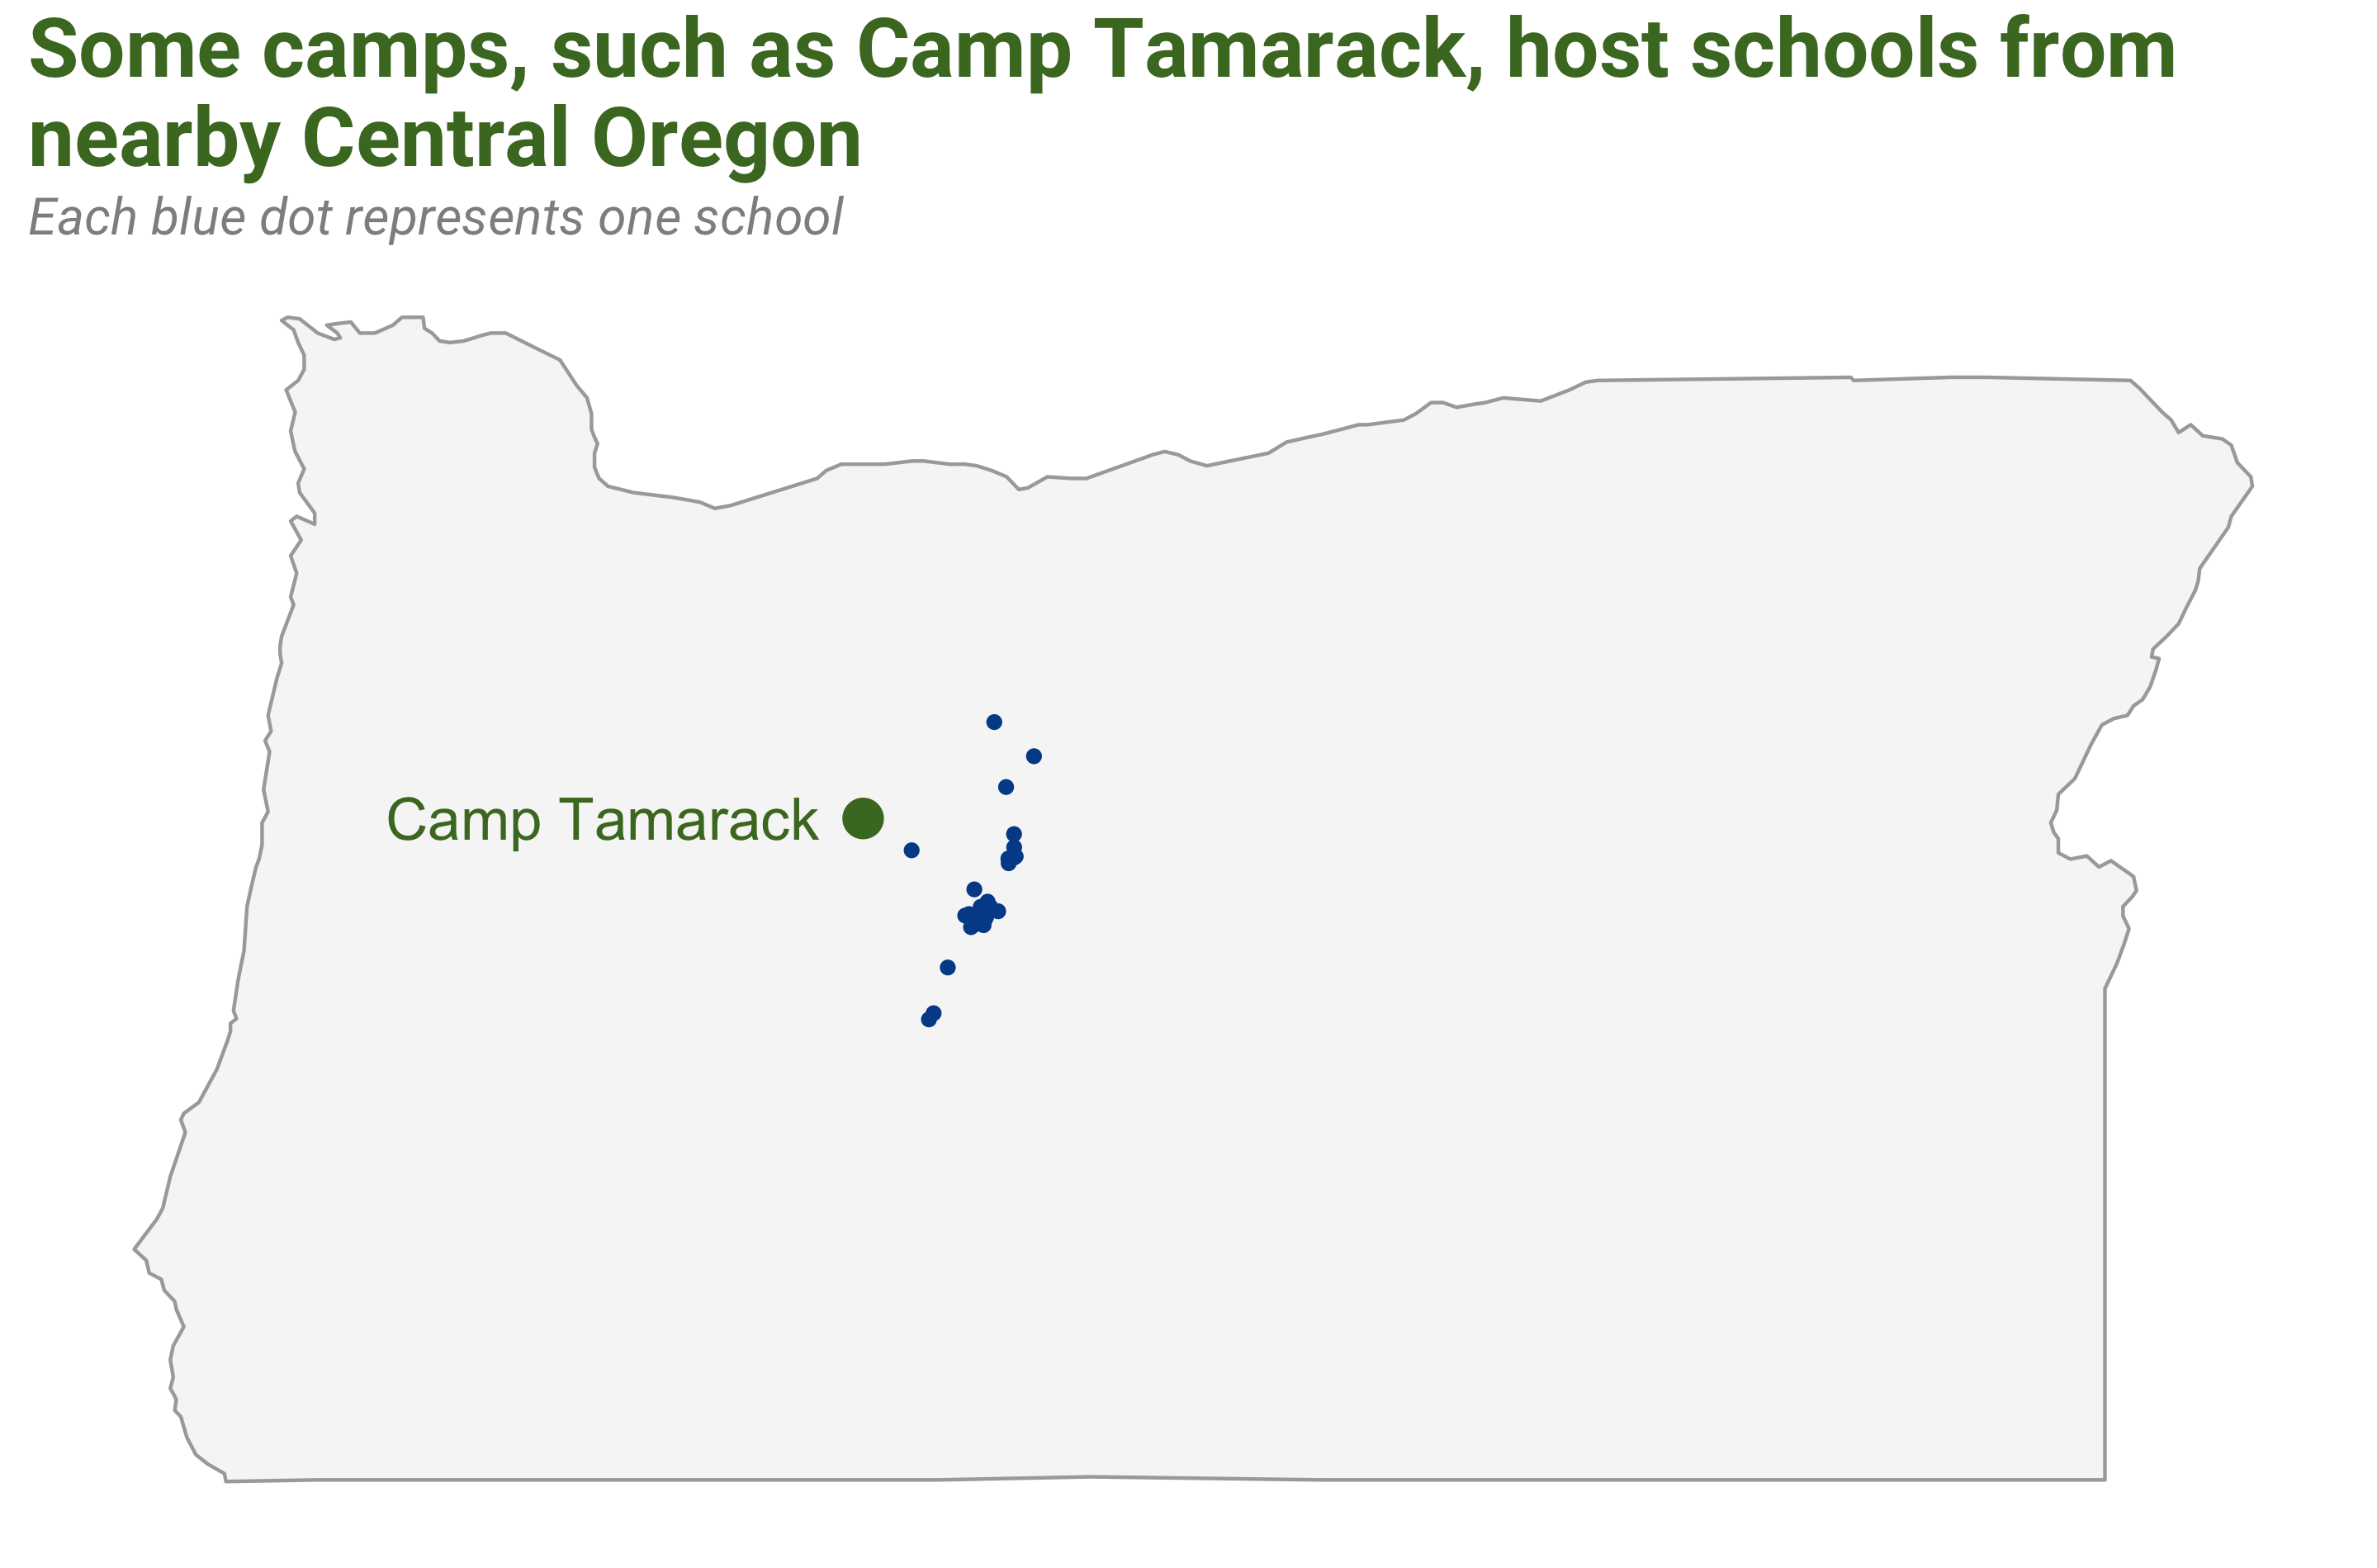 Some camps, such as Camp Tamarack, host schools from
nearby Central Oregon
Each blue dot represents one school
Camp Tamarack